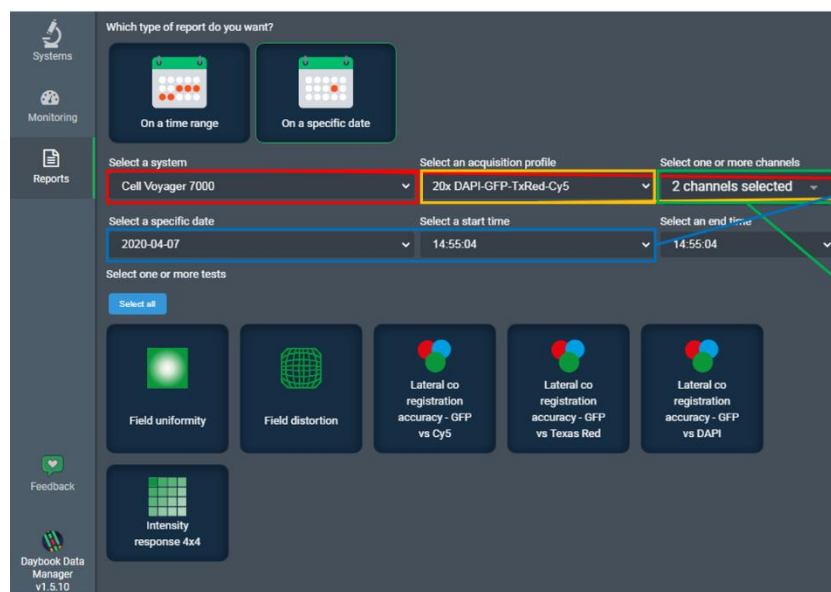 Systems
Monitoring
Reports
Feedback
Daybook Data
Manager
v1.5.10
Which type of report do you want?
On a time range
On a specific date
Select a system
Select an acquisition profile
Select one or more channels
Cell Voyager 7000
20x DAPI-GFP-TxRed-Cy5
2 channels selected
Select a specific date
Select a start time
Select an end time
2020-04-07
14:55:04
14:55:04
Select one or more tests
Select all
Field uniformity
Field distortion
Lateral co
registration
accuracy - GFP
vs Cy5
Lateral co
registration
accuracy - GFP
vs Texas Red
Lateral co
registration
accuracy - GFP
vs DAPI
Intensity
response 4x4